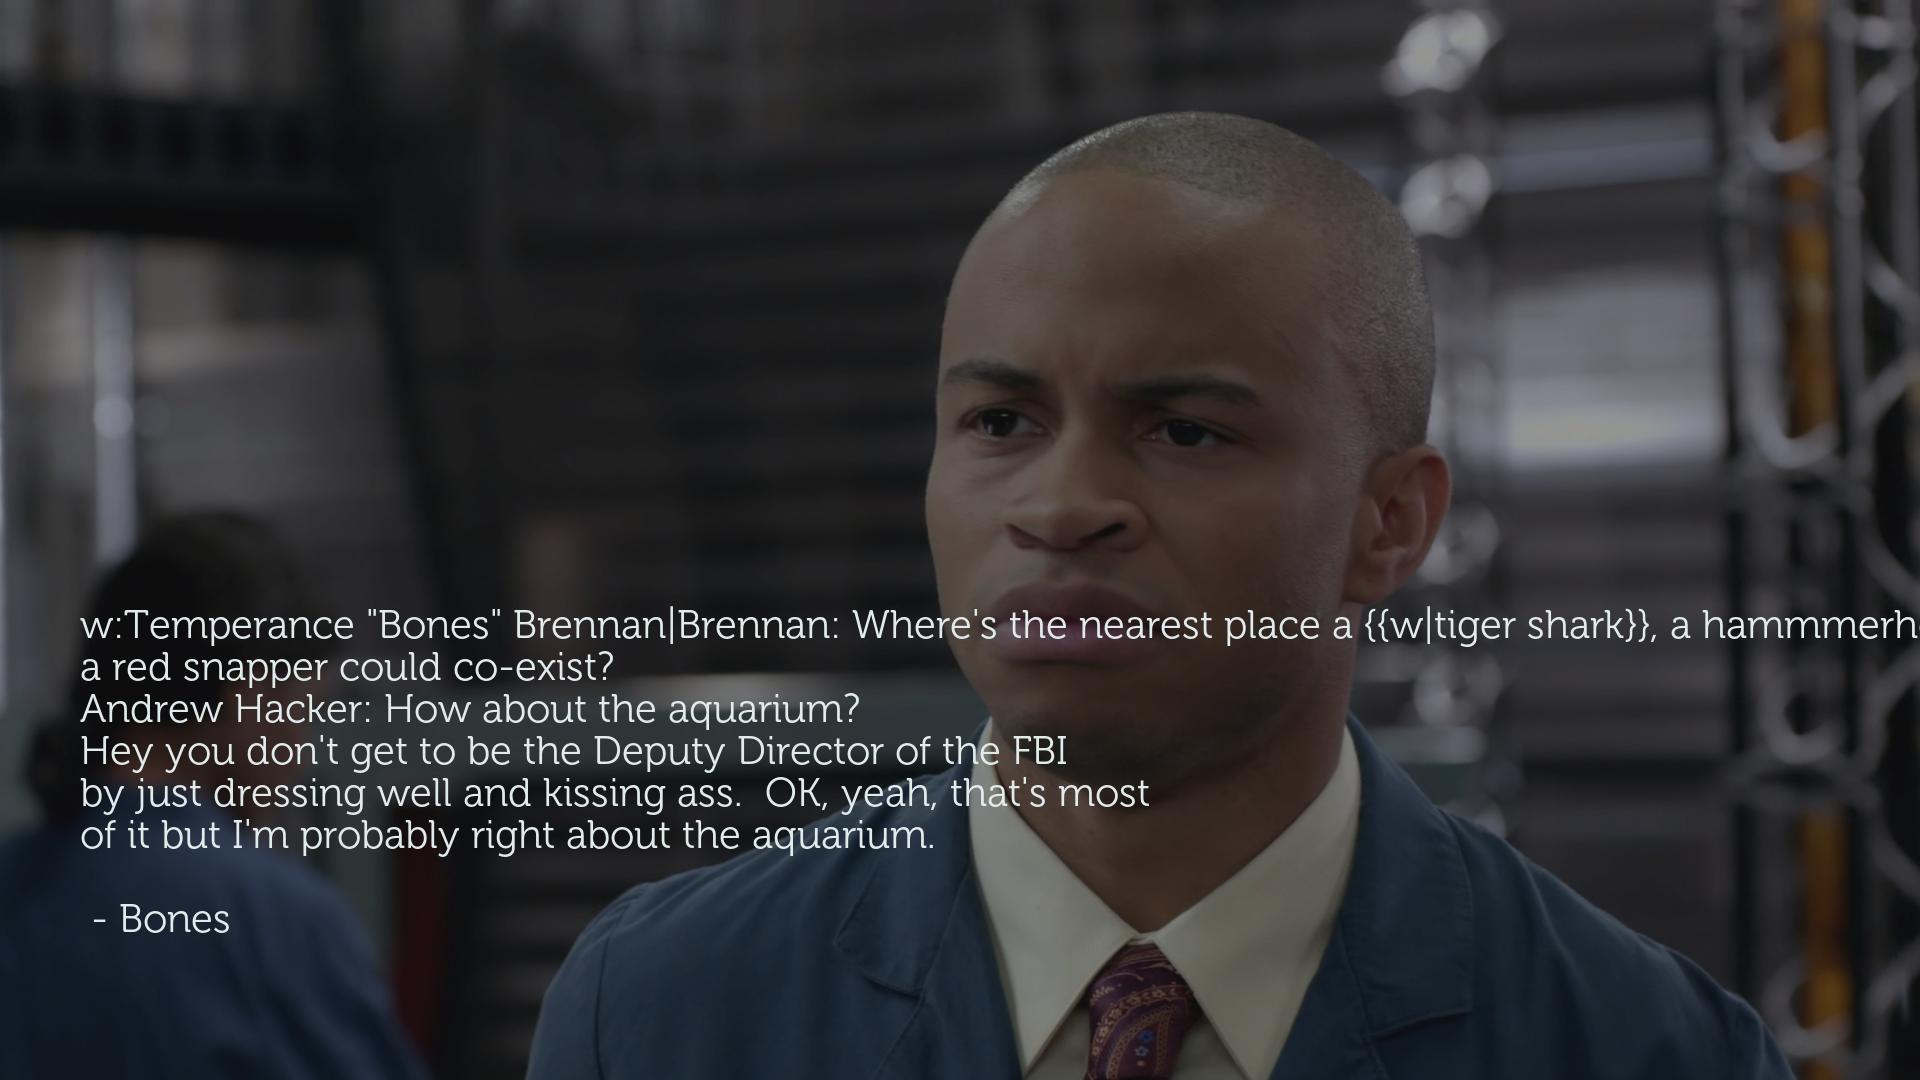 w:Temperance "Bones" Brennan|Brennan: Where's the nearest place a {{w|tiger shark}}, a
a red snapper could co-exist?
Andrew Hacker: How about the aquarium?
Hey you don't get to be the Deputy Director of the FBI
by just dressing well and kissing ass.  OK, yeah, that's most
of it but I'm probably right about the aquarium.
- Bones